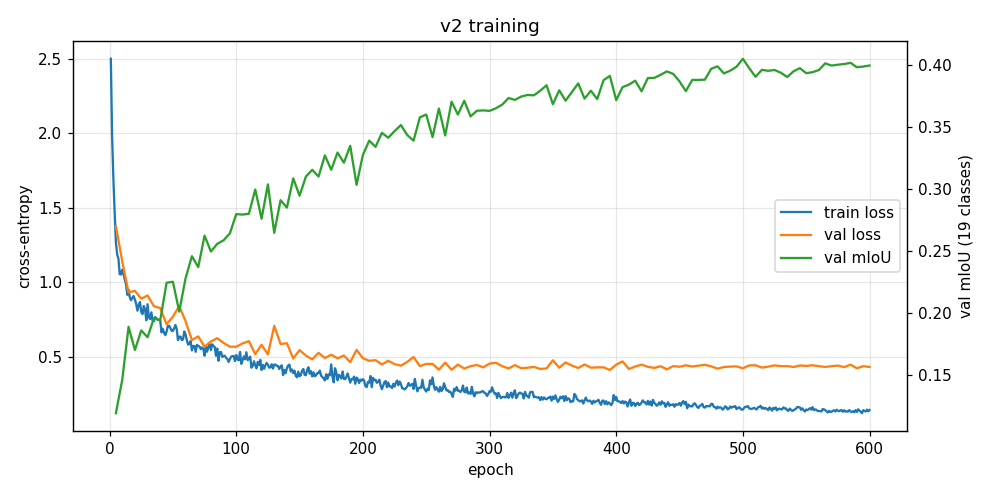 v2 training
2.5
2.0
1.5
1.0
0.5
cross-entropy
0 100 200 300 400 500 600
epoch
0.40
0.35
0.30
0.25
0.20
0.15
val mIoU (19 classes)
train loss
val loss
val mIoU